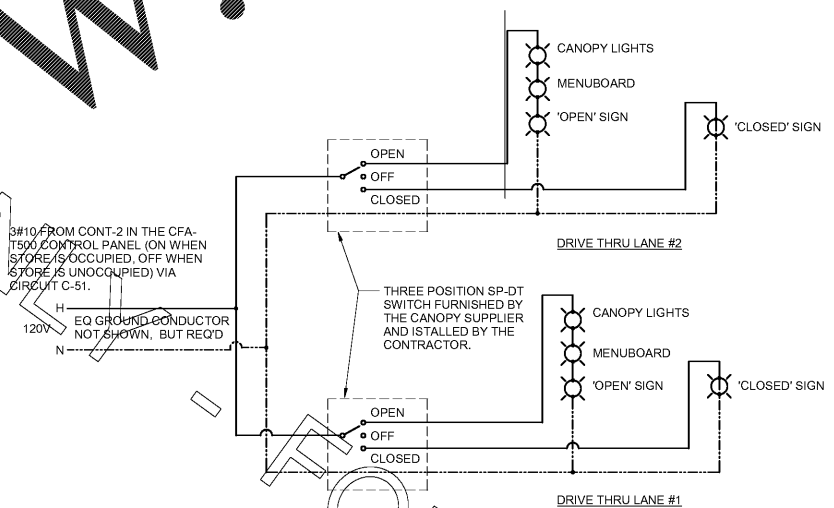 CANOPY LIGHTS
MENUBOARD
'OPEN' SIGN
'CLOSED' SIGN
OPEN
OFF
CLOSED
DRIVE THRU LANE #2
3#10 FROM CONT-2 IN THE CFA-
T500 CONTROL PANEL (ON WHEN
STORE IS OCCUPIED, OFF WHEN
STORE IS UNOCCUPIED) VIA
CIRCUIT C-51.
H
120V
EQ GROUND CONDUCTOR
NOT SHOWN, BUT REQ'D
N
THREE POSITION SP-DT
SWITCH FURNISHED BY
THE CANOPY SUPPLIER
AND ISTALLED BY THE
CONTRACTOR.
CANOPY LIGHTS
MENUBOARD
'OPEN' SIGN
'CLOSED' SIGN
OPEN
OFF
CLOSED
DRIVE THRU LANE #1